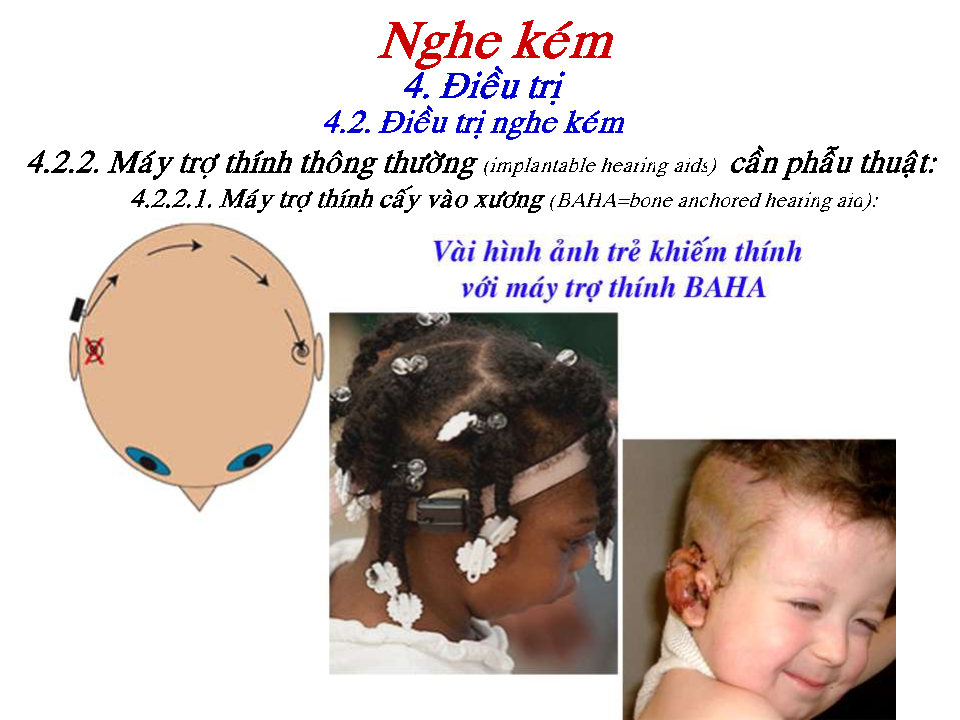 Nghe kém
4. Điều trị
4.2. Điều trị nghe kém
4.2.2. Máy trợ thính thông thường (implantable hearing aids) cần phẫu thuật:
4.2.2.1. Máy trợ thính cấy vào xương (BAHA=bone anchored hearing aid):
Vài hình ảnh trẻ khiếm thính
với máy trợ thính BAHA